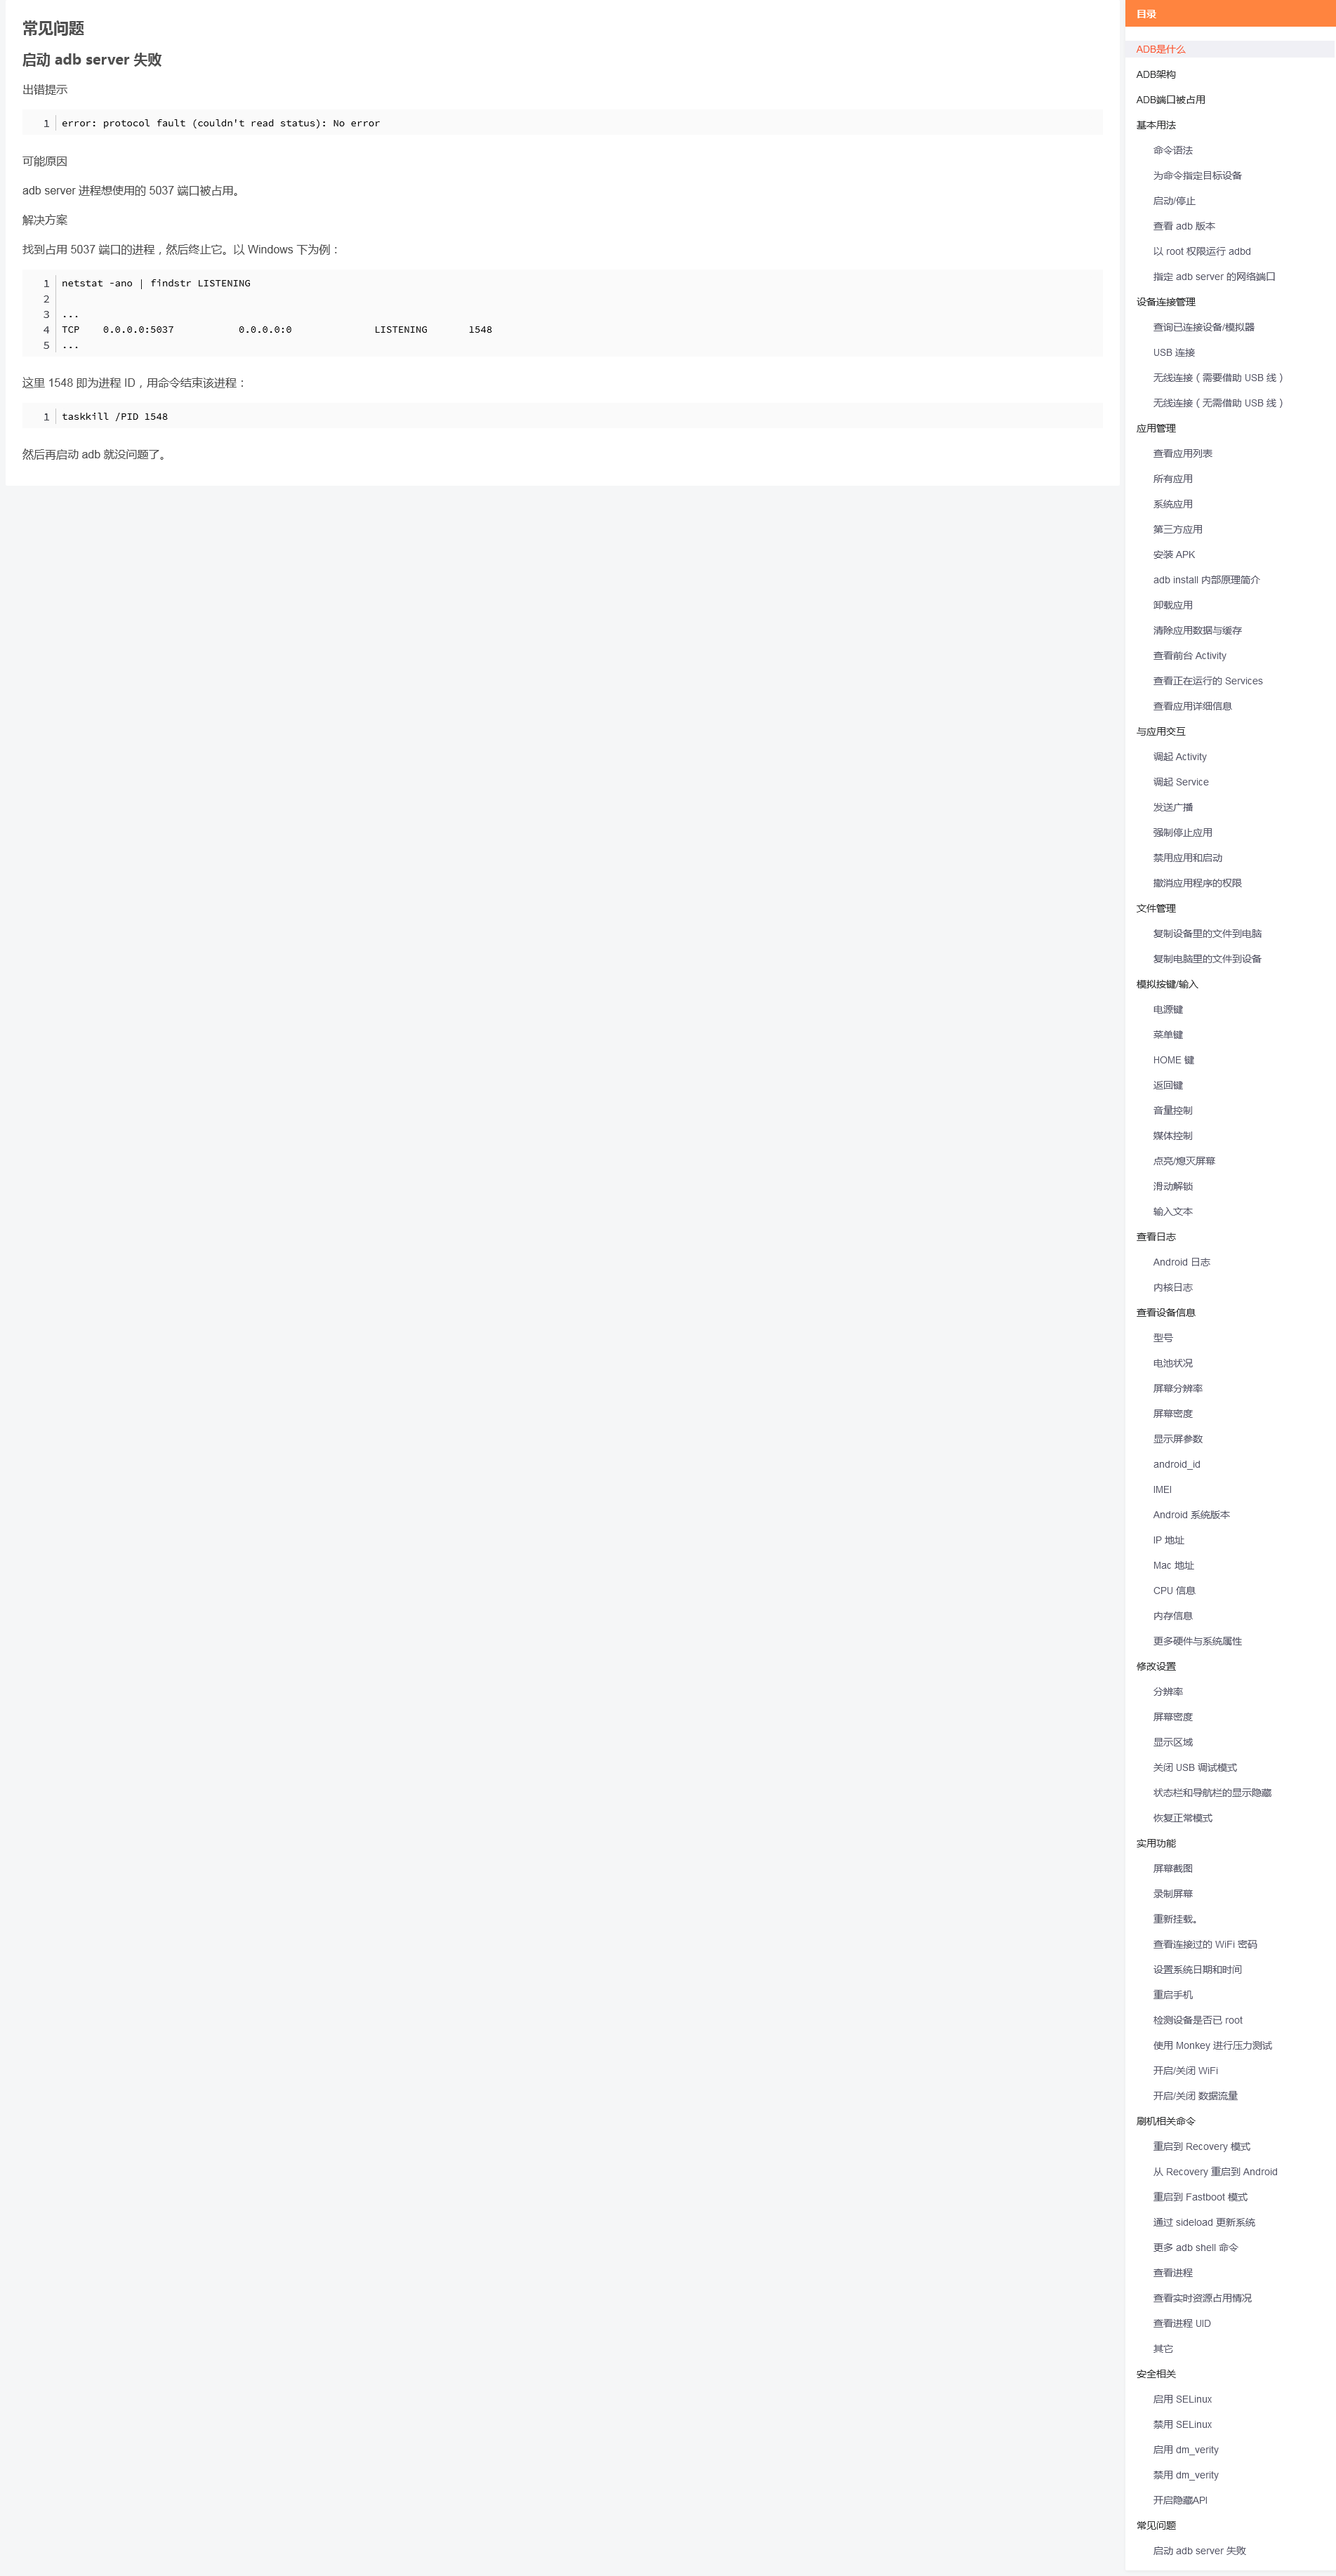 常见问题
启动 adb server 失败
出错提示
1 error: protocol fault (couldn't read status): No error
可能原因
adb server 进程想使用的 5037 端口被占用。
解决方案
找到占用 5037 端口的进程，然后终止它。以 Windows 下为例：
1 netstat -ano | findstr LISTENING
2
3 ...
4 TCP    0.0.0.0:5037           0.0.0.0:0              LISTENING       1548
5 ...
这里 1548 即为进程 ID，用命令结束该进程：
1 taskkill /PID 1548
然后再启动 adb 就没问题了。
目录
ADB是什么
ADB架构
ADB端口被占用
基本用法
命令语法
为命令指定目标设备
启动/停止
查看 adb 版本
以 root 权限运行 adbd
指定 adb server 的网络端口
设备连接管理
查询已连接设备/模拟器
USB 连接
无线连接（需要借助 USB 线）
无线连接（无需借助 USB 线）
应用管理
查看应用列表
所有应用
系统应用
第三方应用
安装 APK
adb install 内部原理简介
卸载应用
清除应用数据与缓存
查看前台 Activity
查看正在运行的 Services
查看应用详细信息
与应用交互
调起 Activity
调起 Service
发送广播
强制停止应用
禁用应用和启动
撤消应用程序的权限
文件管理
复制设备里的文件到电脑
复制电脑里的文件到设备
模拟按键/输入
电源键
菜单键
HOME 键
返回键
音量控制
媒体控制
点亮/熄灭屏幕
滑动解锁
输入文本
查看日志
Android 日志
内核日志
查看设备信息
型号
电池状况
屏幕分辨率
屏幕密度
显示屏参数
android_id
IMEI
Android 系统版本
IP 地址
Mac 地址
CPU 信息
内存信息
更多硬件与系统属性
修改设置
分辨率
屏幕密度
显示区域
关闭 USB 调试模式
状态栏和导航栏的显示隐藏
恢复正常模式
实用功能
屏幕截图
录制屏幕
重新挂载。
查看连接过的 WiFi 密码
设置系统日期和时间
重启手机
检测设备是否已 root
使用 Monkey 进行压力测试
开启/关闭 WiFi
开启/关闭 数据流量
刷机相关命令
重启到 Recovery 模式
从 Recovery 重启到 Android
重启到 Fastboot 模式
通过 sideload 更新系统
更多 adb shell 命令
查看进程
查看实时资源占用情况
查看进程 UID
其它
安全相关
启用 SELinux
禁用 SELinux
启用 dm_verity
禁用 dm_verity
开启隐藏API
常见问题
启动 adb server 失败